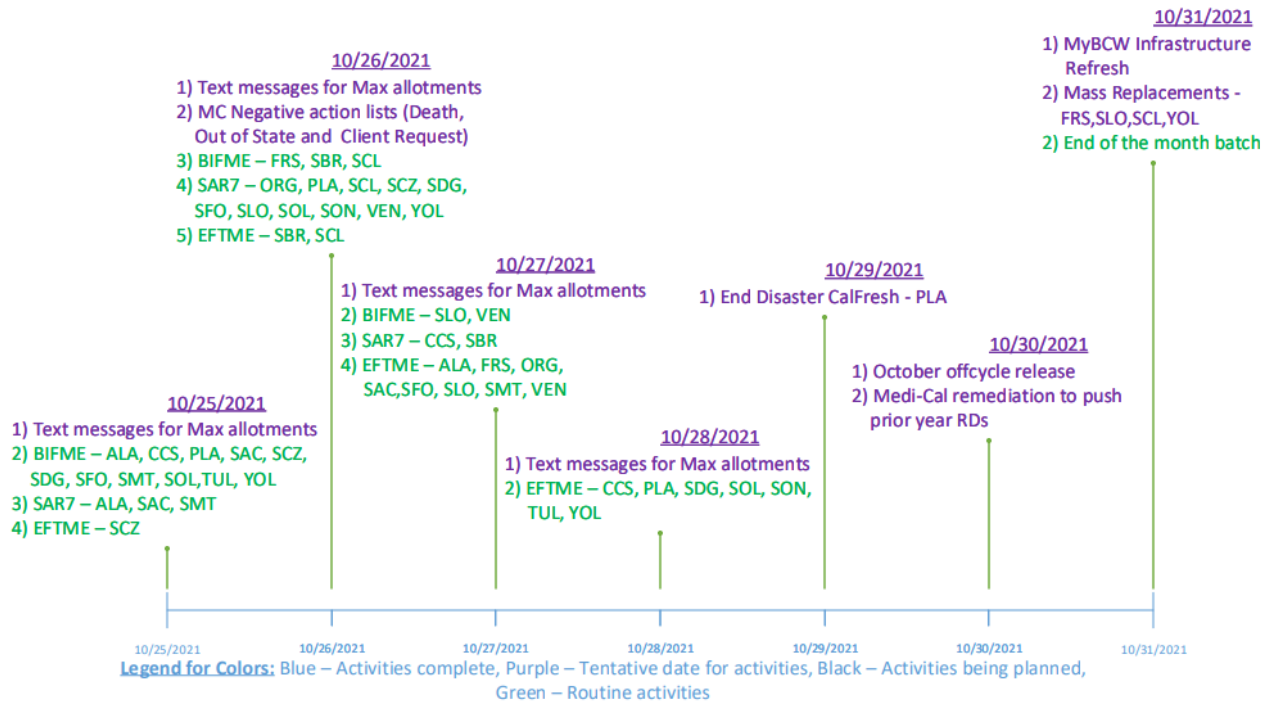 10/31/2021
1) MyBCW Infrastructure
Refresh
2) Mass Replacements -
FRS,SLO,SCL,YOL
2) End of the month batch
10/26/2021
1) Text messages for Max allotments
2) MC Negative action lists (Death,
Out of State and Client Request)
3) BIFME – FRS, SBR, SCL
4) SAR7 – ORG, PLA, SCL, SCZ, SDG,
SFO, SLO, SOL, SON, VEN, YOL
5) EFTME – SBR, SCL
10/27/2021
1) Text messages for Max allotments
2) BIFME – SLO, VEN
3) SAR7 – CCS, SBR
4) EFTME – ALA, FRS, ORG,
SAC,SFO, SLO, SMT, VEN
10/29/2021
1) End Disaster CalFresh - PLA
10/30/2021
1) October offcycle release
2) Medi-Cal remediation to push
prior year RDs
10/25/2021
1) Text messages for Max allotments
2) BIFME – ALA, CCS, PLA, SAC, SCZ,
SDG, SFO, SMT, SOL,TUL, YOL
3) SAR7 – ALA, SAC, SMT
4) EFTME – SCZ
10/28/2021
1) Text messages for Max allotments
2) EFTME – CCS, PLA, SDG, SOL, SON,
TUL, YOL
10/25/2021
10/26/2021
10/27/2021
10/28/2021
10/29/2021
10/30/2021
10/31/2021
Legend for Colors: Blue – Activities complete, Purple – Tentative date for activities, Black – Activities being planned,
Green – Routine activities